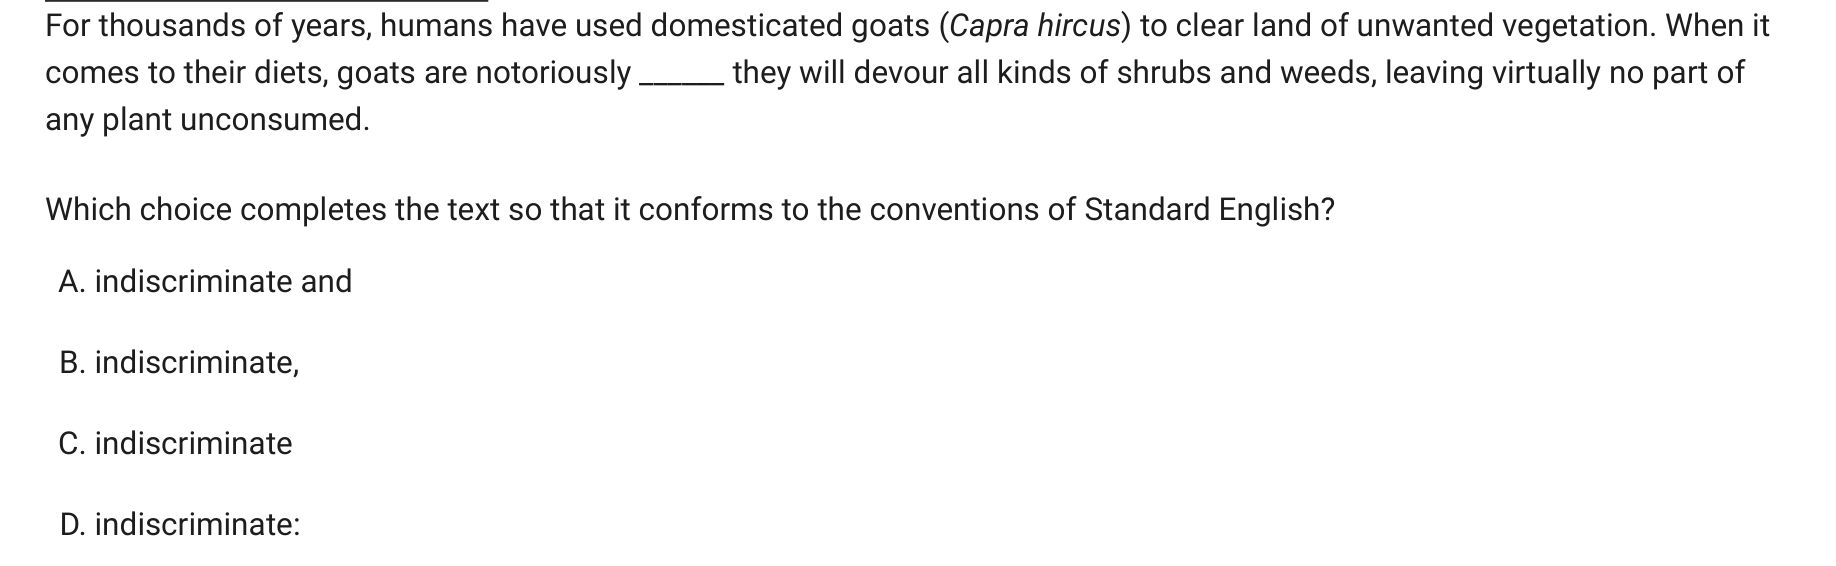 For thousands of years, humans have used domesticated goats (Capra hircus) to clear land of unwanted vegetation. When it
comes to their diets, goats are notoriously ______ they will devour all kinds of shrubs and weeds, leaving virtually no part of
any plant unconsumed.
Which choice completes the text so that it conforms to the conventions of Standard English?
A. indiscriminate and
B. indiscriminate,
C. indiscriminate
D. indiscriminate: